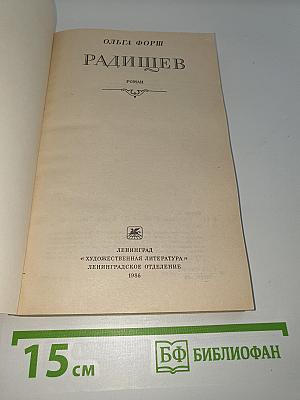 ОЛЬГА ФОРШ
РАДИЩЕВ
РОМАН
ЛЕНИНГРАД
«ХУДОЖЕСТВЕННАЯ ЛИТЕРАТУРА»
ЛЕНИНГРАДСКОЕ ОТДЕЛЕНИЕ
1986
15 см
БФ БИБЛИОФАН